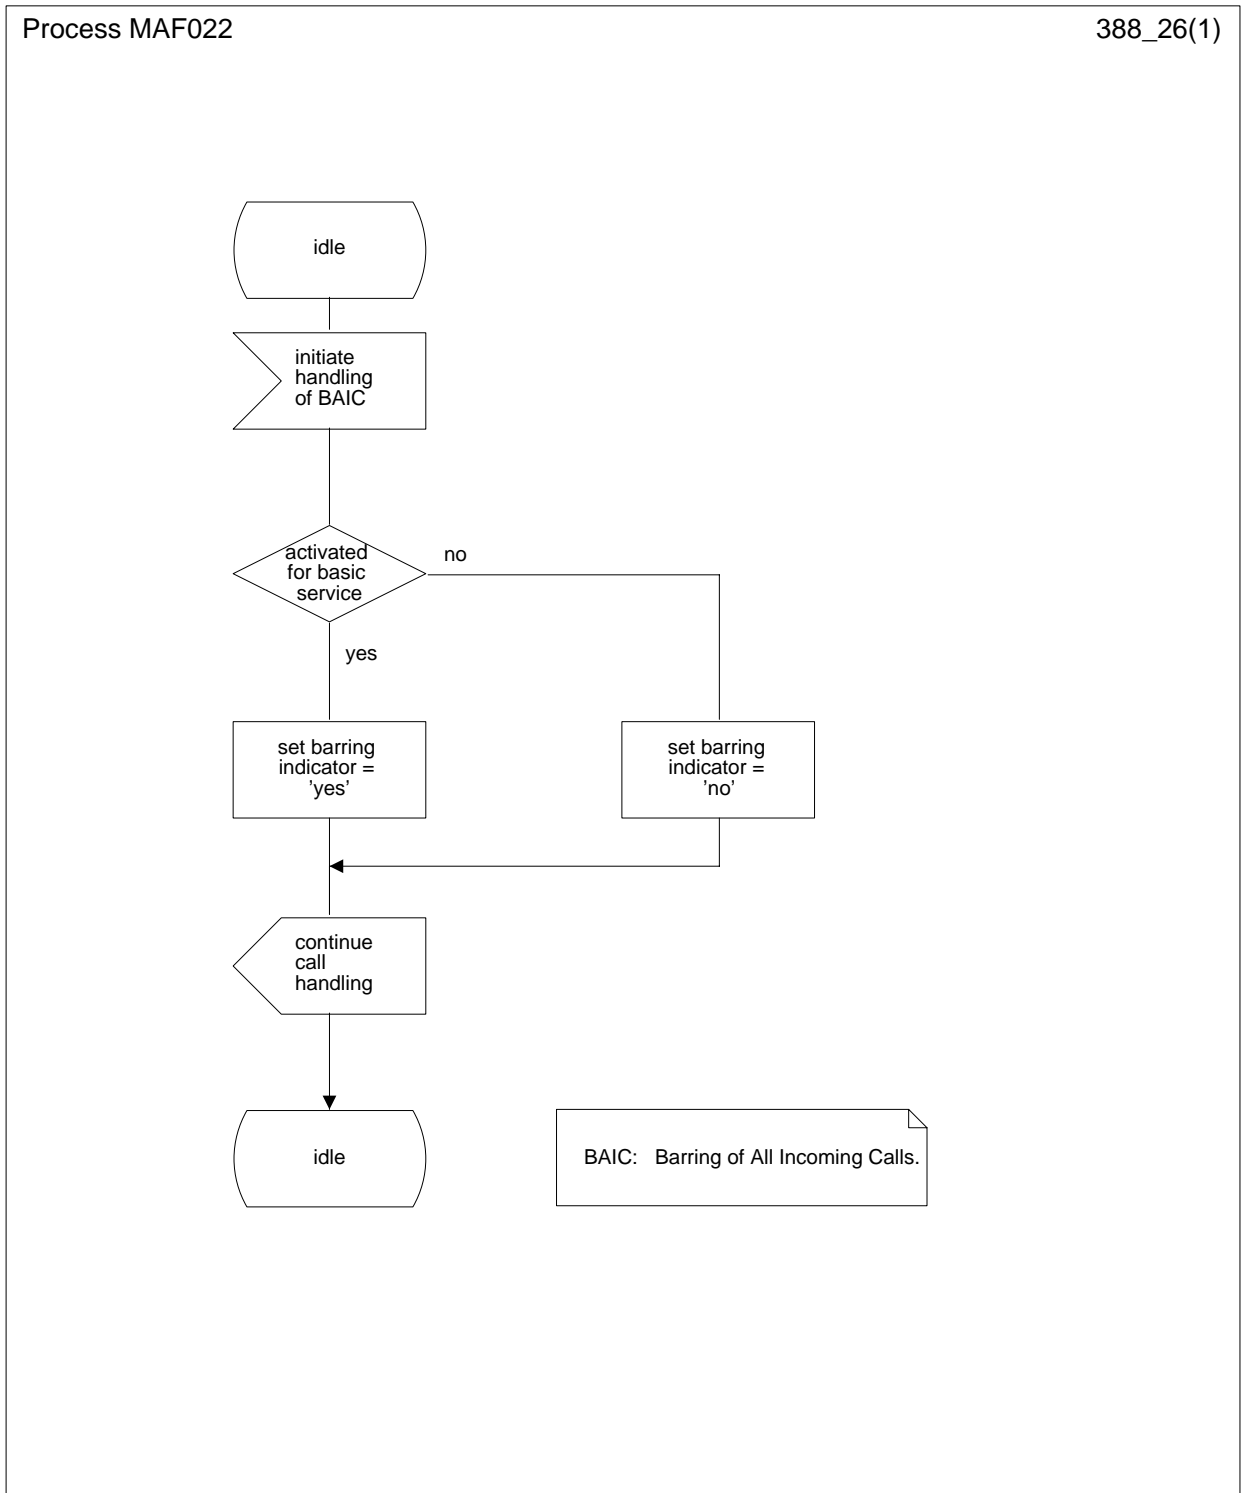 Process MAF022
388_26(1)
idle
initiate
handling
of BAIC
activated
for basic
service
no
yes
set barring
indicator =
’yes’
set barring
indicator =
’no’
continue
call
handling
idle
BAIC: Barring of All Incoming Calls.